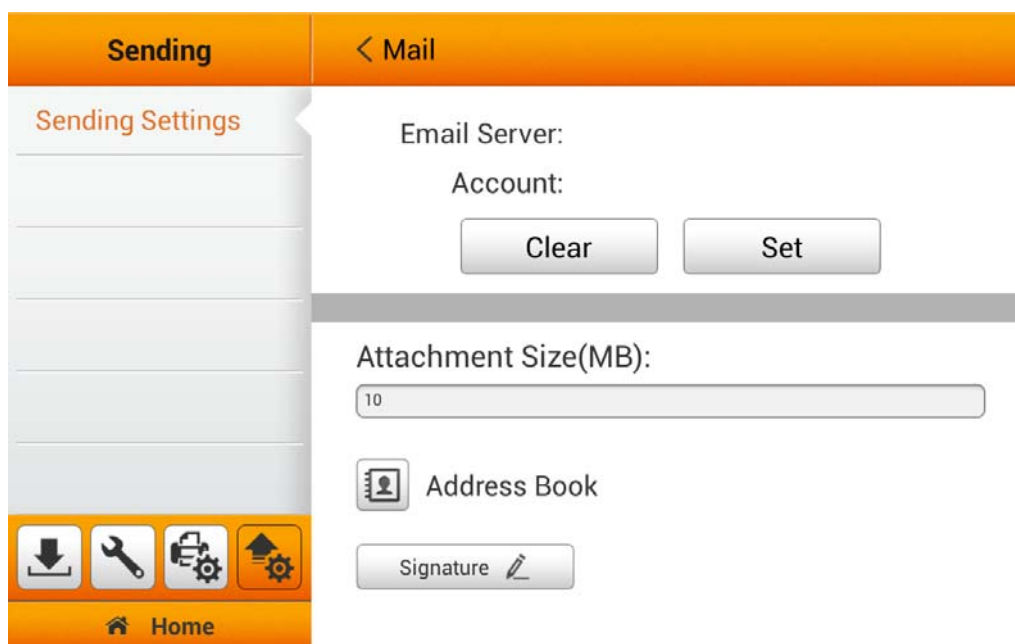 Sending
< Mail
Sending Settings
Email Server:
Account:
Clear
Set
Attachment Size(MB):
10
Address Book
Signature
Home